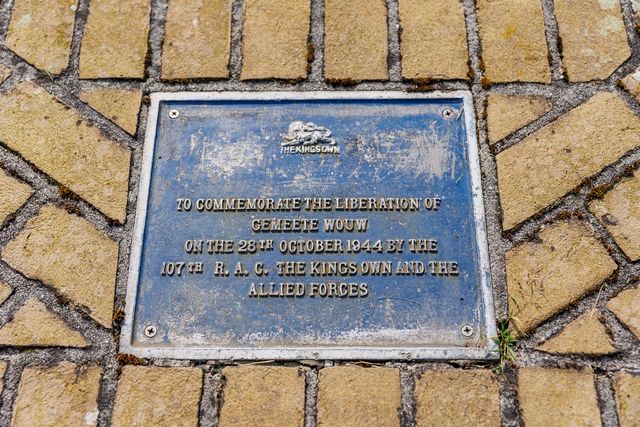 THE KINGS OWN
TO COMMEMORATE THE LIBERATION OF
GEMEETE WOUW
ON THE 28TH OCTOBER 1944 BY THE
107TH R. A. C. THE KINGS OWN AND THE
ALLIED FORCES